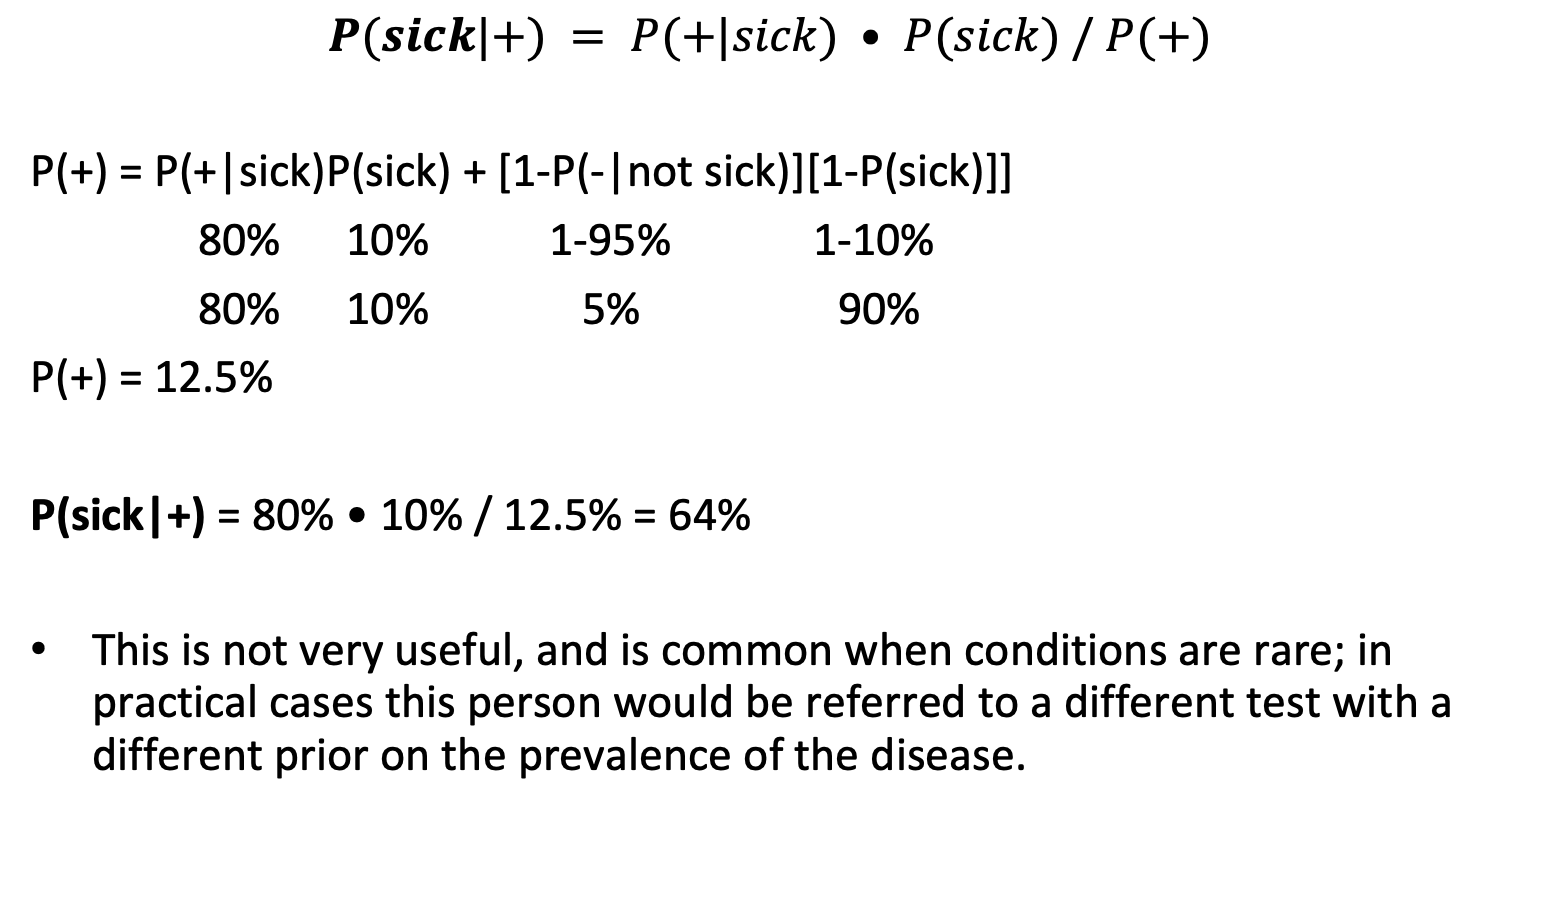 P(sick|+) = P(+|sick) • P(sick) / P(+)
P(+) = P(+|sick)P(sick) + [1-P(-|not sick)][1-P(sick)]]
80% 10% 1-95% 1-10%
80% 10% 5% 90%
P(+) = 12.5%
P(sick|+) = 80% • 10% / 12.5% = 64%
• This is not very useful, and is common when conditions are rare; in
practical cases this person would be referred to a different test with a
different prior on the prevalence of the disease.